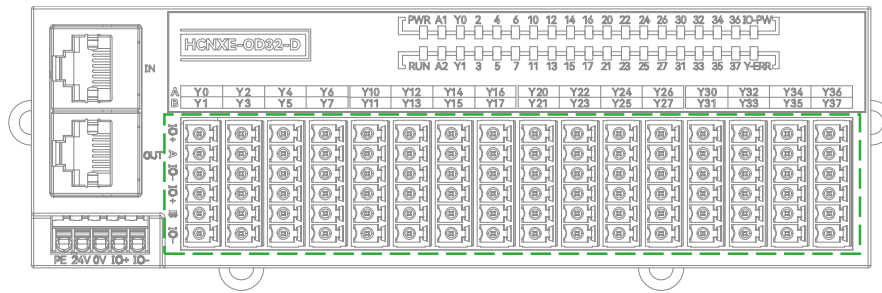 PWR A1 Y0 2 4 6 10 12 14 16 20 22 24 26 30 32 34 36 IO-PW
HCNXE-OD32-D
RUN A2 Y1 3 5 7 11 13 15 17 21 23 25 27 31 33 35 37 Y-ERR
IN
A Y0 Y2 Y4 Y6 Y10 Y12 Y14 Y16 Y20 Y22 Y24 Y26 Y30 Y32 Y34 Y36
B Y1 Y3 Y5 Y7 Y11 Y13 Y15 Y17 Y21 Y23 Y25 Y27 Y31 Y33 Y35 Y37
OUT
IO+
A
IO-
IO+
B
IO-
PE 24V 0V IO+ IO-